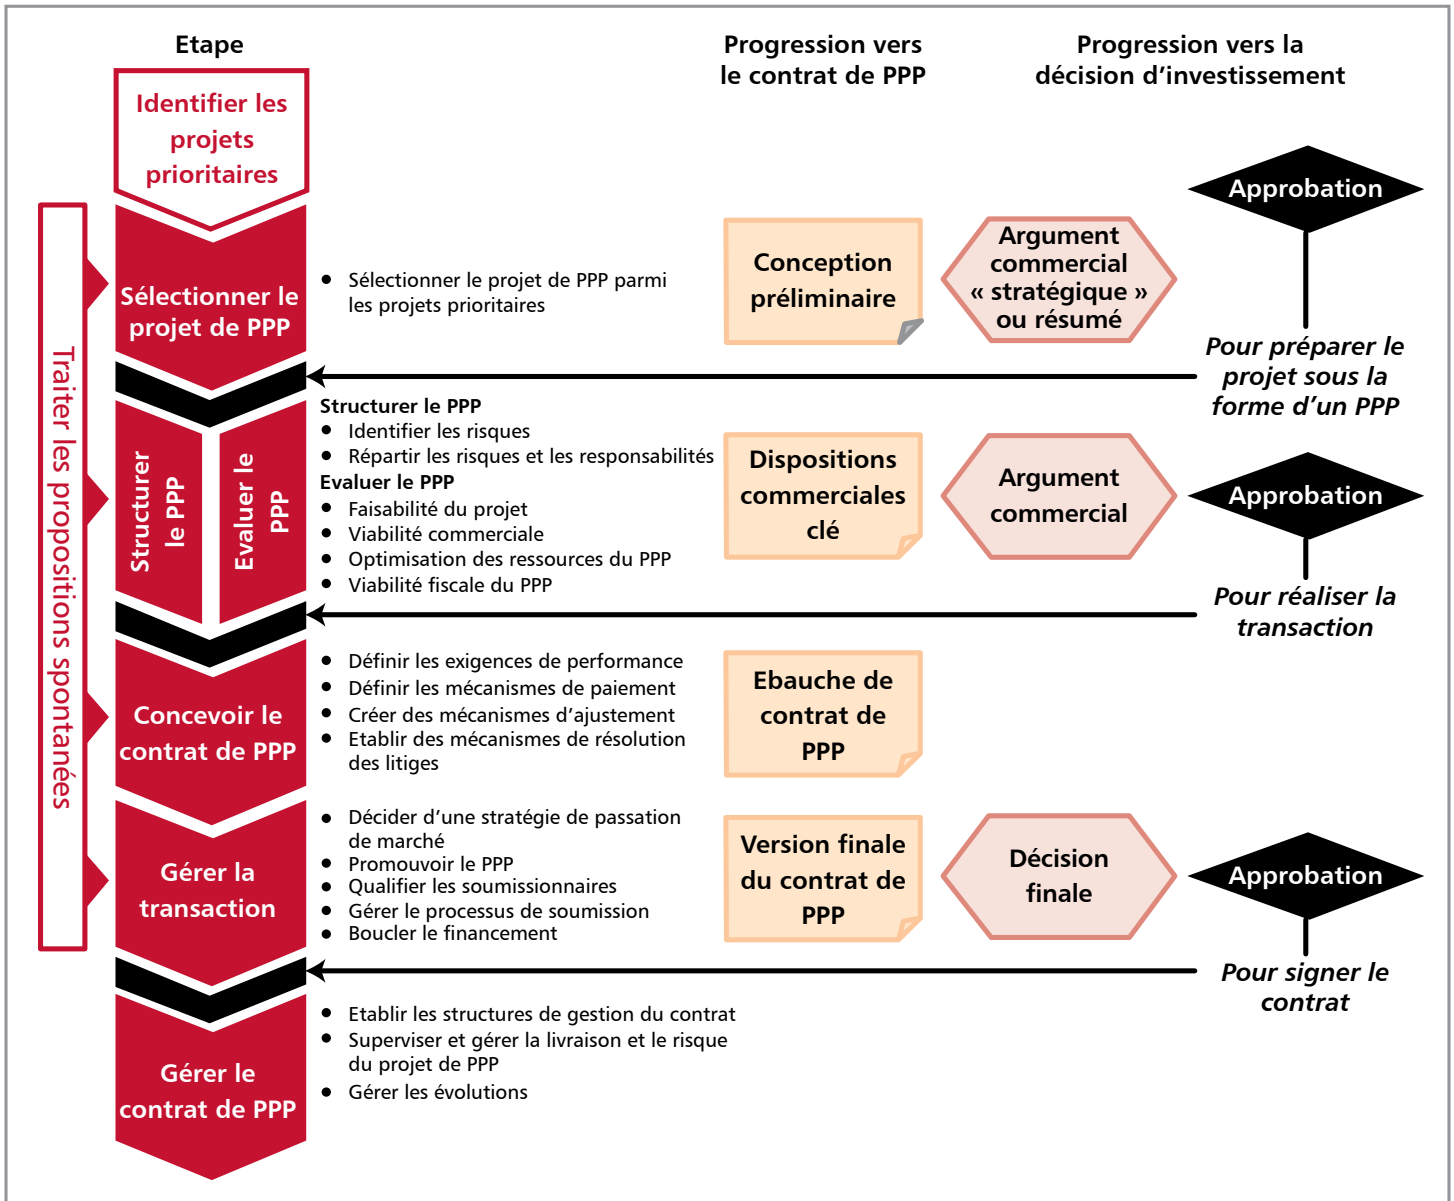 Etape
Progression vers
le contrat de PPP
Progression vers la
décision d'investissement
Identifier les
projets
prioritaires
Traiter les propositions spontanées
Sélectionner le
projet de PPP
• Sélectionner le projet de PPP parmi
les projets prioritaires
Conception
préliminaire
Argument
commercial
« stratégique »
ou résumé
Approbation
Pour préparer le
projet sous la
forme d'un PPP
Structurer
le PPP
Evaluer le
PPP
Structurer le PPP
• Identifier les risques
• Répartir les risques et les responsabilités
Evaluer le PPP
• Faisabilité du projet
• Viabilité commerciale
• Optimisation des ressources du PPP
• Viabilité fiscale du PPP
Dispositions
commerciales
clé
Argument
commercial
Approbation
Pour réaliser la
transaction
Concevoir le
contrat de PPP
• Définir les exigences de performance
• Définir les mécanismes de paiement
• Créer des mécanismes d'ajustement
• Etablir des mécanismes de résolution
des litiges
Ebauche de
contrat de
PPP
Gérer la
transaction
• Décider d'une stratégie de passation
de marché
• Promouvoir le PPP
• Qualifier les soumissionnaires
• Gérer le processus de soumission
• Boucler le financement
Version finale
du contrat de
PPP
Décision
finale
Approbation
Pour signer le
contrat
Gérer le
contrat de PPP
• Etablir les structures de gestion du contrat
• Superviser et gérer la livraison et le risque
du projet de PPP
• Gérer les évolutions